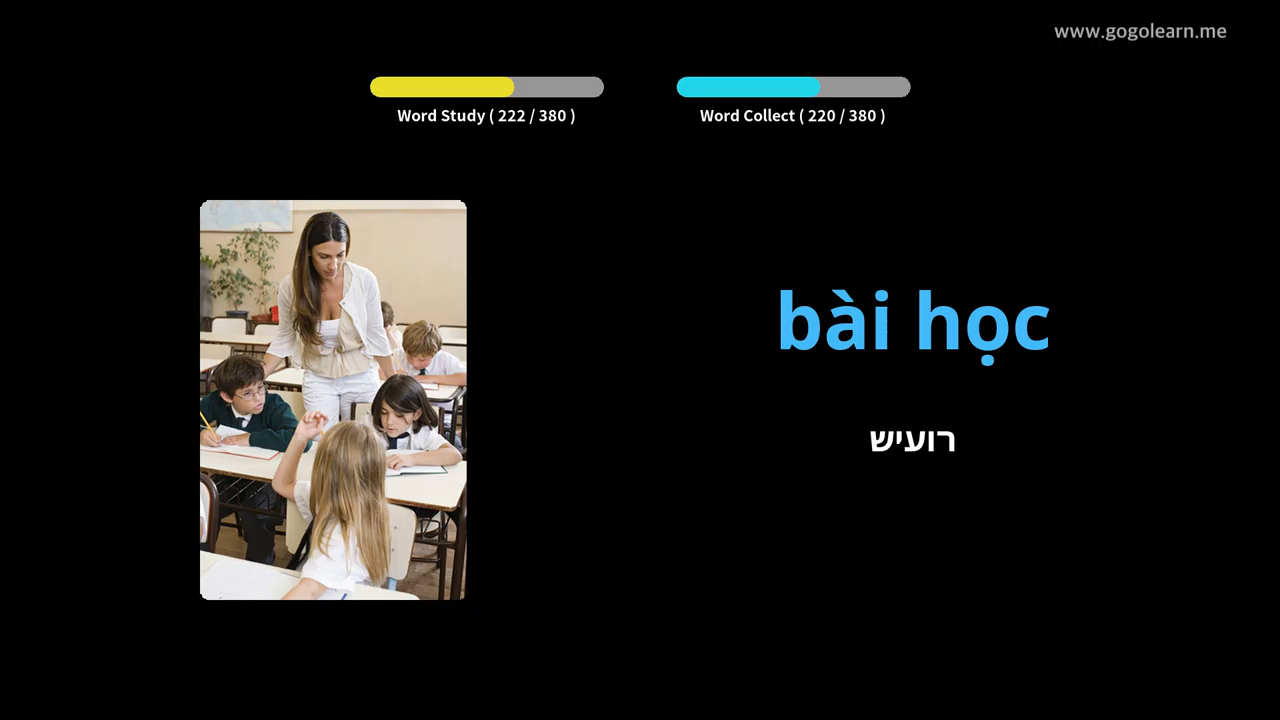 www.gogolearn.me
Word Study ( 222 / 380 )
Word Collect ( 220 / 380 )
bài học
רועיש